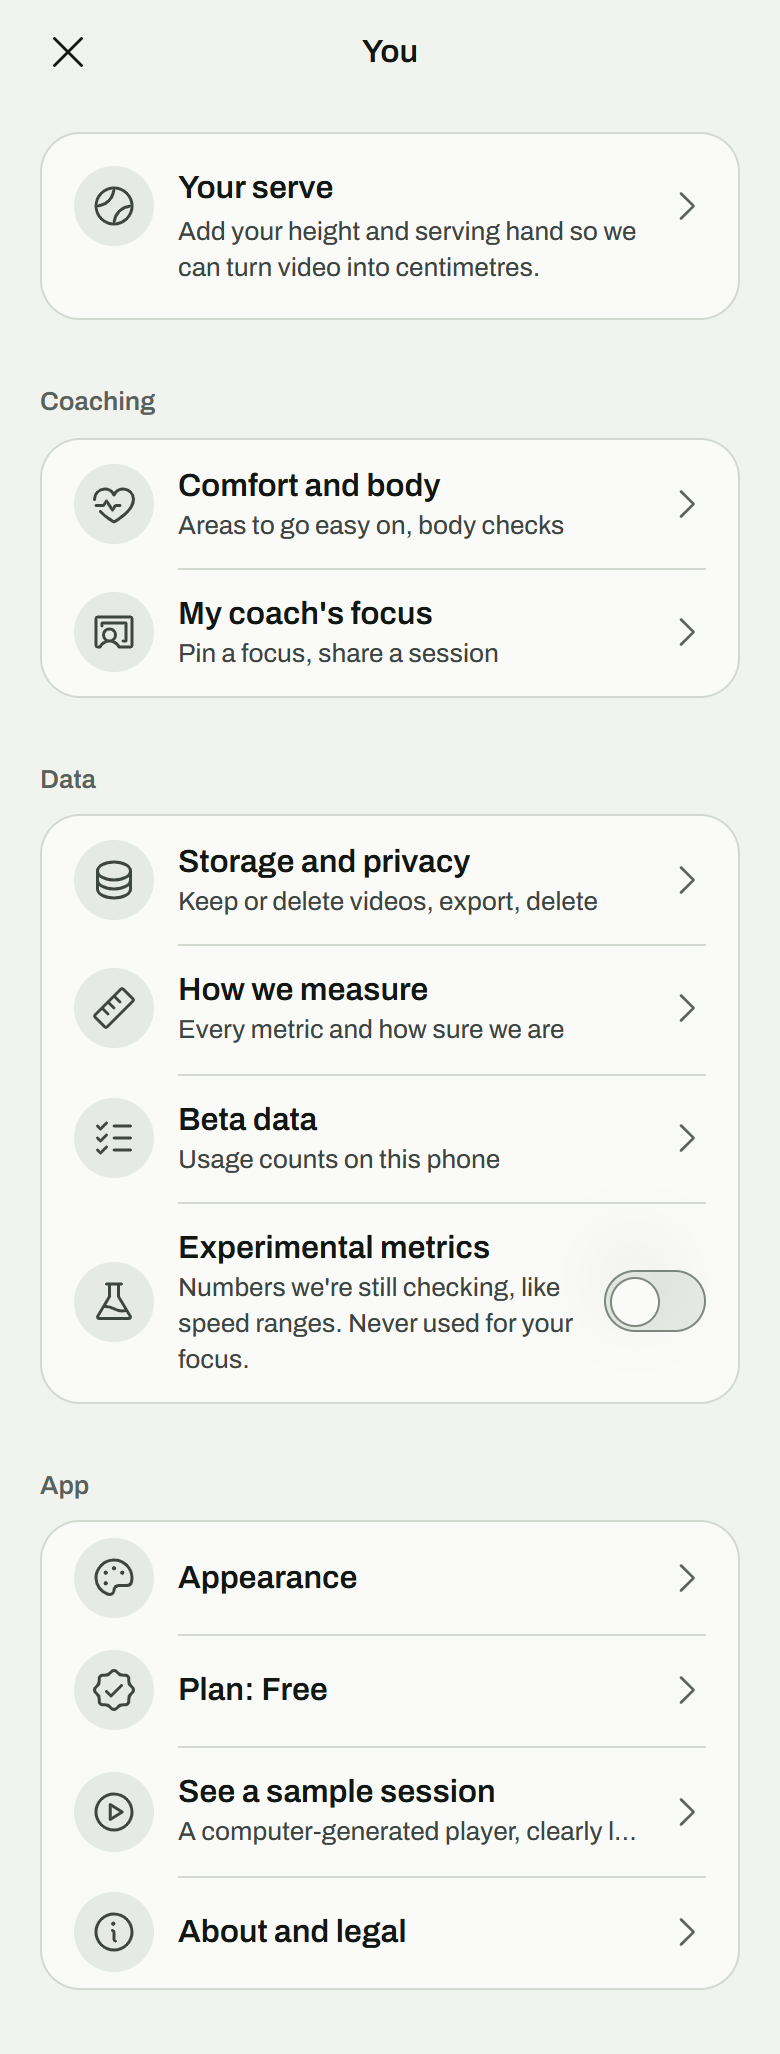 You
Your serve
Add your height and serving hand so we
can turn video into centimetres.
Coaching
Comfort and body
Areas to go easy on, body checks
My coach's focus
Pin a focus, share a session
Data
Storage and privacy
Keep or delete videos, export, delete
How we measure
Every metric and how sure we are
Beta data
Usage counts on this phone
Experimental metrics
Numbers we're still checking, like
speed ranges. Never used for your
focus.
App
Appearance
Plan: Free
See a sample session
A computer-generated player, clearly l...
About and legal